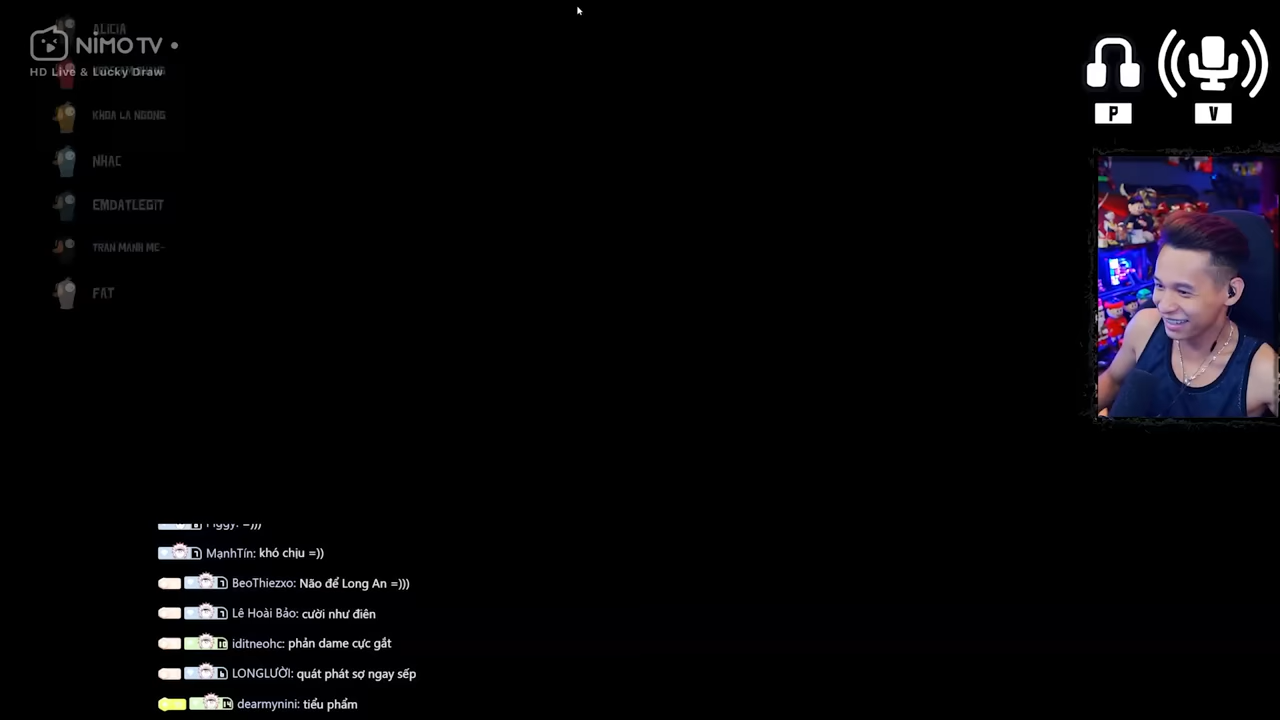 ALICIA
NIMO TV
HD Live & Lucky Draw
KHOA LA NGONG
NHAC
EMDATLEGIT
TRAN MANH ME-
FAT
P
V
Piggy: =)))
MạnhTín: khó chịu =))
BeoThiezxo: Não để Long An =)))
Lê Hoài Bảo: cười như điên
iditneohc: phản dame cực gắt
LONGLƯỜI: quát phát sợ ngay sếp
dearmynini: tiểu phẩm